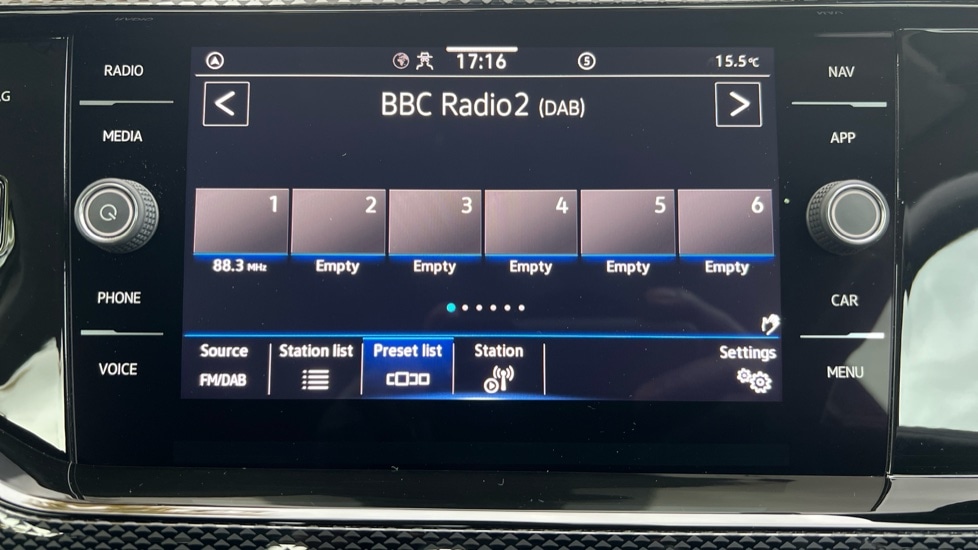 RADIO
MEDIA
PHONE
VOICE
17:16
5
15.5°C
< BBC Radio2 (DAB) >
1 2 3 4 5 6
88.3 MHz Empty Empty Empty Empty Empty
Source Station list Preset list Station Settings
FM/DAB
NAV
APP
CAR
MENU